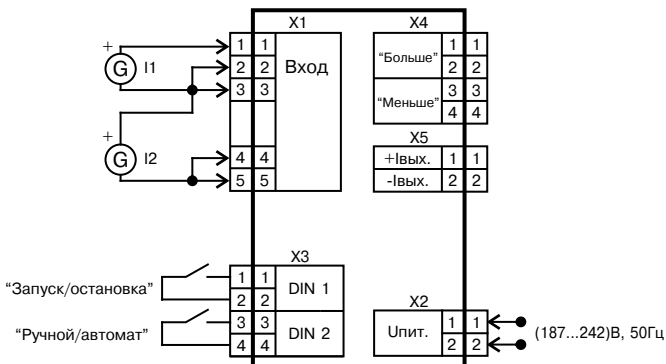 X1
X4
+ G I1
1 1
2 2
3 3
Вход
4 4
5 5
+ G I2
“Больше” 1 1
2 2
“Меньше” 3 3
4 4
X5
+Iвых. 1 1
-Iвых. 2 2
X3
“Запуск/остановка” 1 1 DIN 1
2 2
“Ручной/автомат” 3 3 DIN 2
4 4
X2
Uпит. 1 1
2 2
(187...242)В, 50Гц